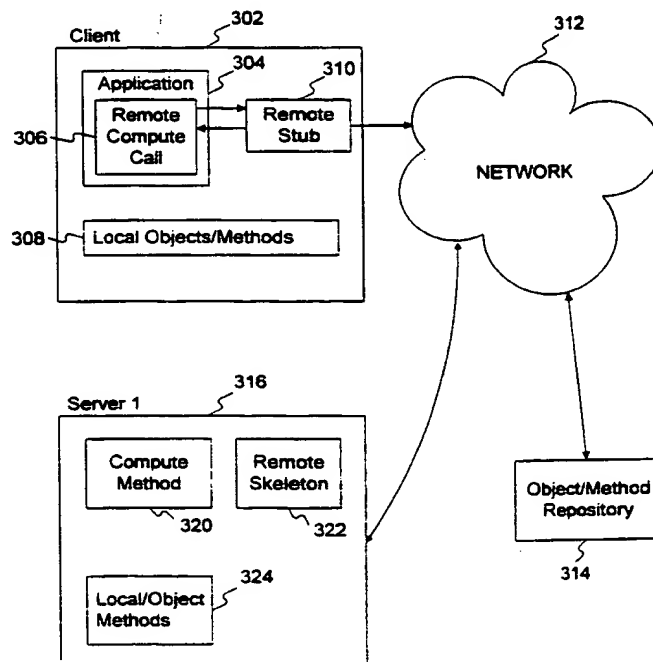 Client
302
312
Application
304
310
306
Remote
Compute
Call
Remote
Stub
NETWORK
308
Local Objects/Methods
316
Server 1
Compute
Method
Remote
Skeleton
320
322
Object/Method
Repository
314
324
Local/Object
Methods